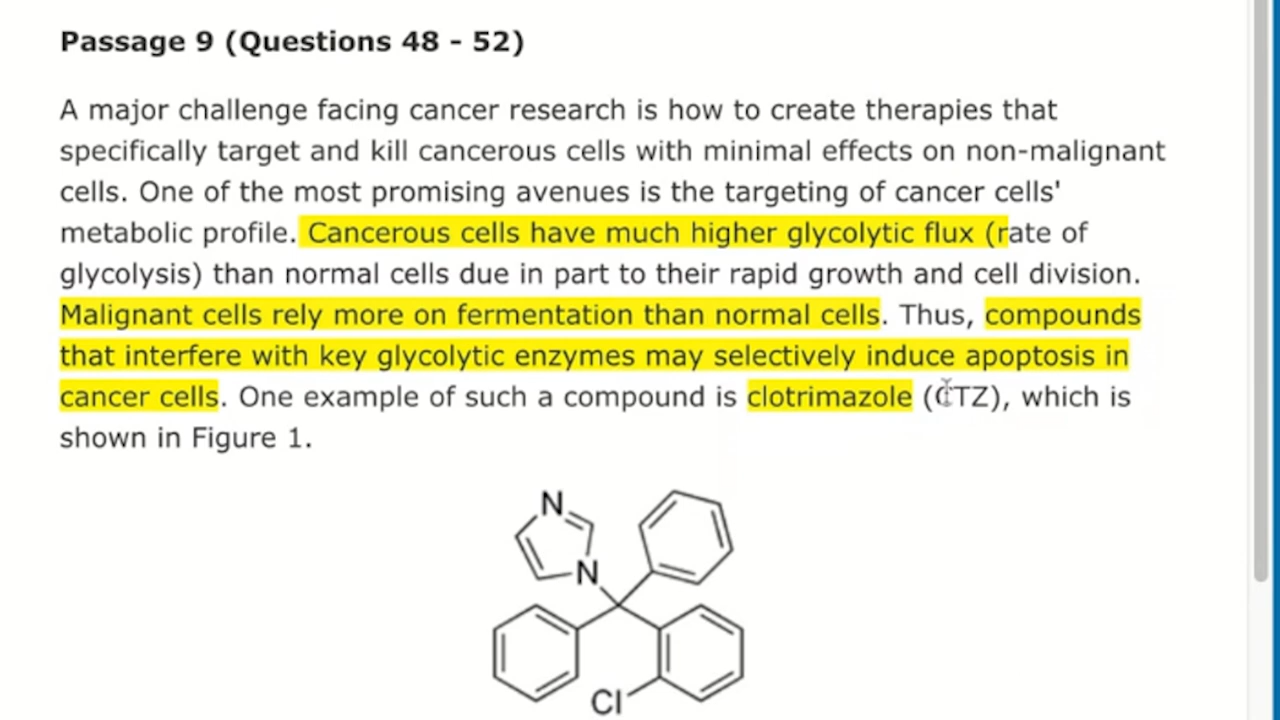 Passage 9 (Questions 48 - 52)
A major challenge facing cancer research is how to create therapies that
specifically target and kill cancerous cells with minimal effects on non-malignant
cells. One of the most promising avenues is the targeting of cancer cells'
metabolic profile. Cancerous cells have much higher glycolytic flux (rate of
glycolysis) than normal cells due in part to their rapid growth and cell division.
Malignant cells rely more on fermentation than normal cells. Thus, compounds
that interfere with key glycolytic enzymes may selectively induce apoptosis in
cancer cells. One example of such a compound is clotrimazole (CTZ), which is
shown in Figure 1.
N
N
Cl